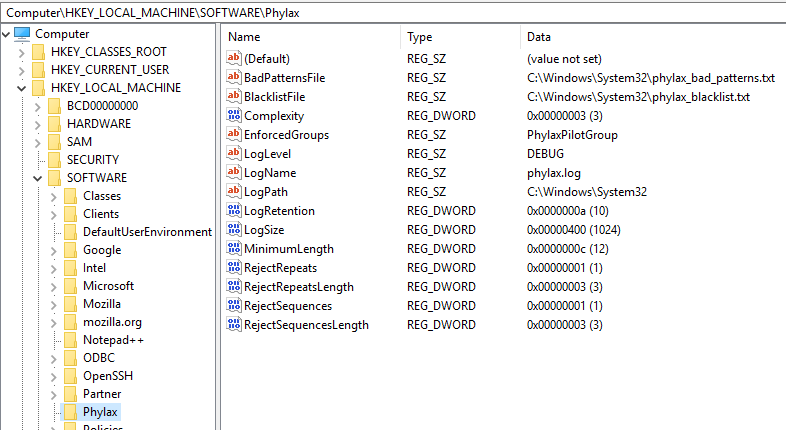 Computer\HKEY_LOCAL_MACHINE\SOFTWARE\Phylax
Computer
HKEY_CLASSES_ROOT
HKEY_CURRENT_USER
HKEY_LOCAL_MACHINE
BCD00000000
HARDWARE
SAM
SECURITY
SOFTWARE
Classes
Clients
DefaultUserEnvironment
Google
Intel
Microsoft
Mozilla
mozilla.org
Notepad++
ODBC
OpenSSH
Partner
Phylax
Policies
Name Type Data
(Default) REG_SZ (value not set)
BadPatternsFile REG_SZ C:\Windows\System32\phylax_bad_patterns.txt
BlacklistFile REG_SZ C:\Windows\System32\phylax_blacklist.txt
Complexity REG_DWORD 0x00000003 (3)
EnforcedGroups REG_SZ PhylaxPilotGroup
LogLevel REG_SZ DEBUG
LogName REG_SZ phylax.log
LogPath REG_SZ C:\Windows\System32
LogRetention REG_DWORD 0x0000000a (10)
LogSize REG_DWORD 0x00000400 (1024)
MinimumLength REG_DWORD 0x0000000c (12)
RejectRepeats REG_DWORD 0x00000001 (1)
RejectRepeatsLength REG_DWORD 0x00000003 (3)
RejectSequences REG_DWORD 0x00000001 (1)
RejectSequencesLength REG_DWORD 0x00000003 (3)